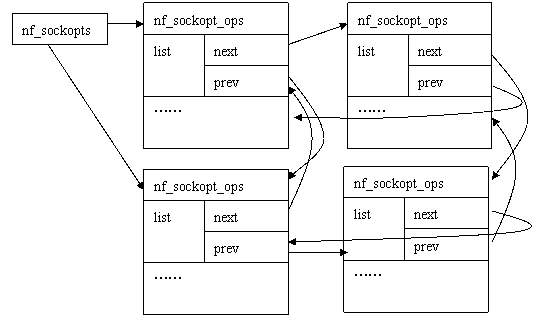 nf_sockopts
nf_sockopt_ops
list
next
prev
……
nf_sockopt_ops
list
next
prev
……
nf_sockopt_ops
list
next
prev
……
nf_sockopt_ops
list
next
prev
……